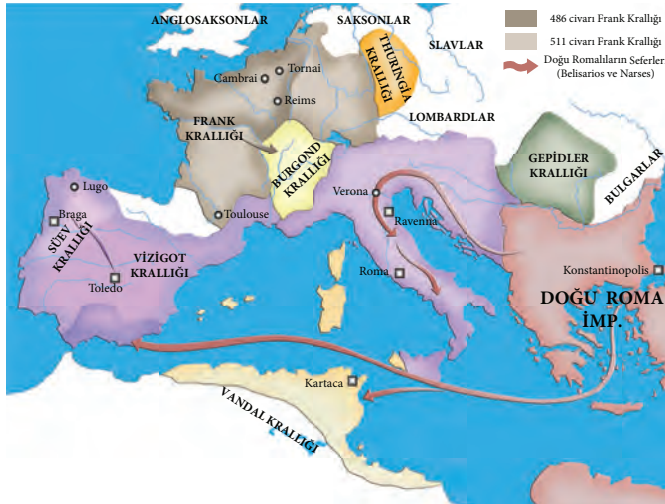 ANGLOSAKSONLAR
SAKSONLAR
SLAVLAR
486 civarı Frank Krallığı
511 civarı Frank Krallığı
Doğu Romalıların Seferleri
(Belisarios ve Narses)
THURINGIA
KRALLIĞI
Tornai
Cambrai
Reims
FRANK
KRALLIĞI
LOMBARDLAR
BURGOND
KRALLIĞI
GEPİDLER
KRALLIĞI
BULGARLAR
Lugo
Verona
Braga
Toulouse
Ravenna
SÜEV
KRALLIĞI
VİZİGOT
KRALLIĞI
Toledo
Roma
Konstantinopolis
DOĞU ROMA
İMP.
Kartaca
VANDAL KRALLIĞI